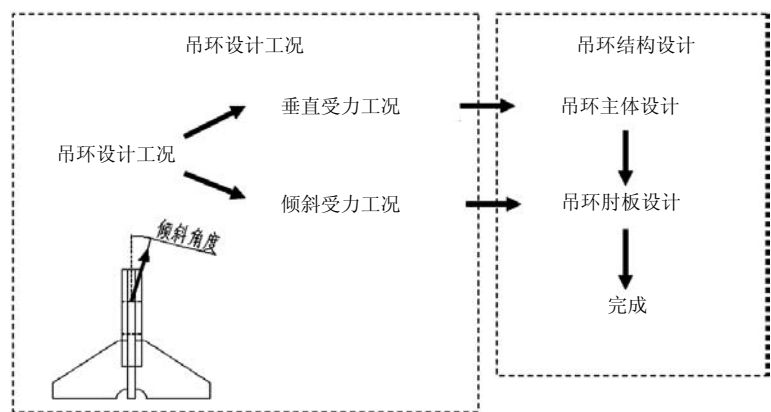 吊环设计工况
吊环结构设计
垂直受力工况
吊环主体设计
吊环设计工况
倾斜受力工况
吊环肘板设计
倾斜角度
完成